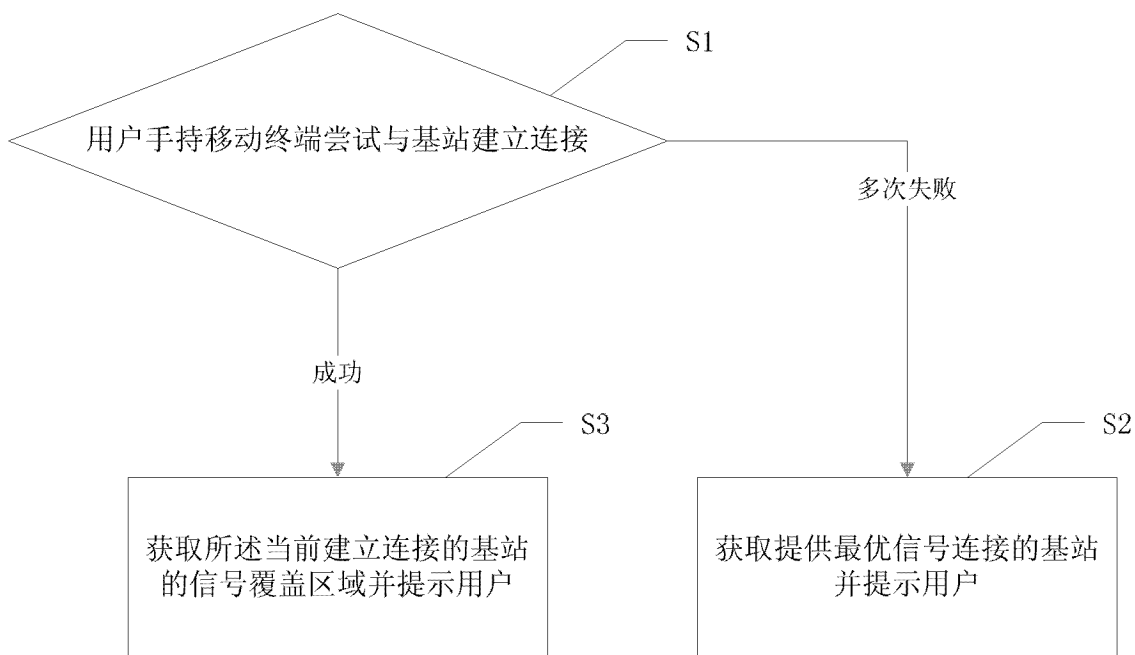 S1
用户手持移动终端尝试与基站建立连接
多次失败
成功
S3
S2
获取所述当前建立连接的基站
的信号覆盖区域并提示用户
获取提供最优信号连接的基站
并提示用户